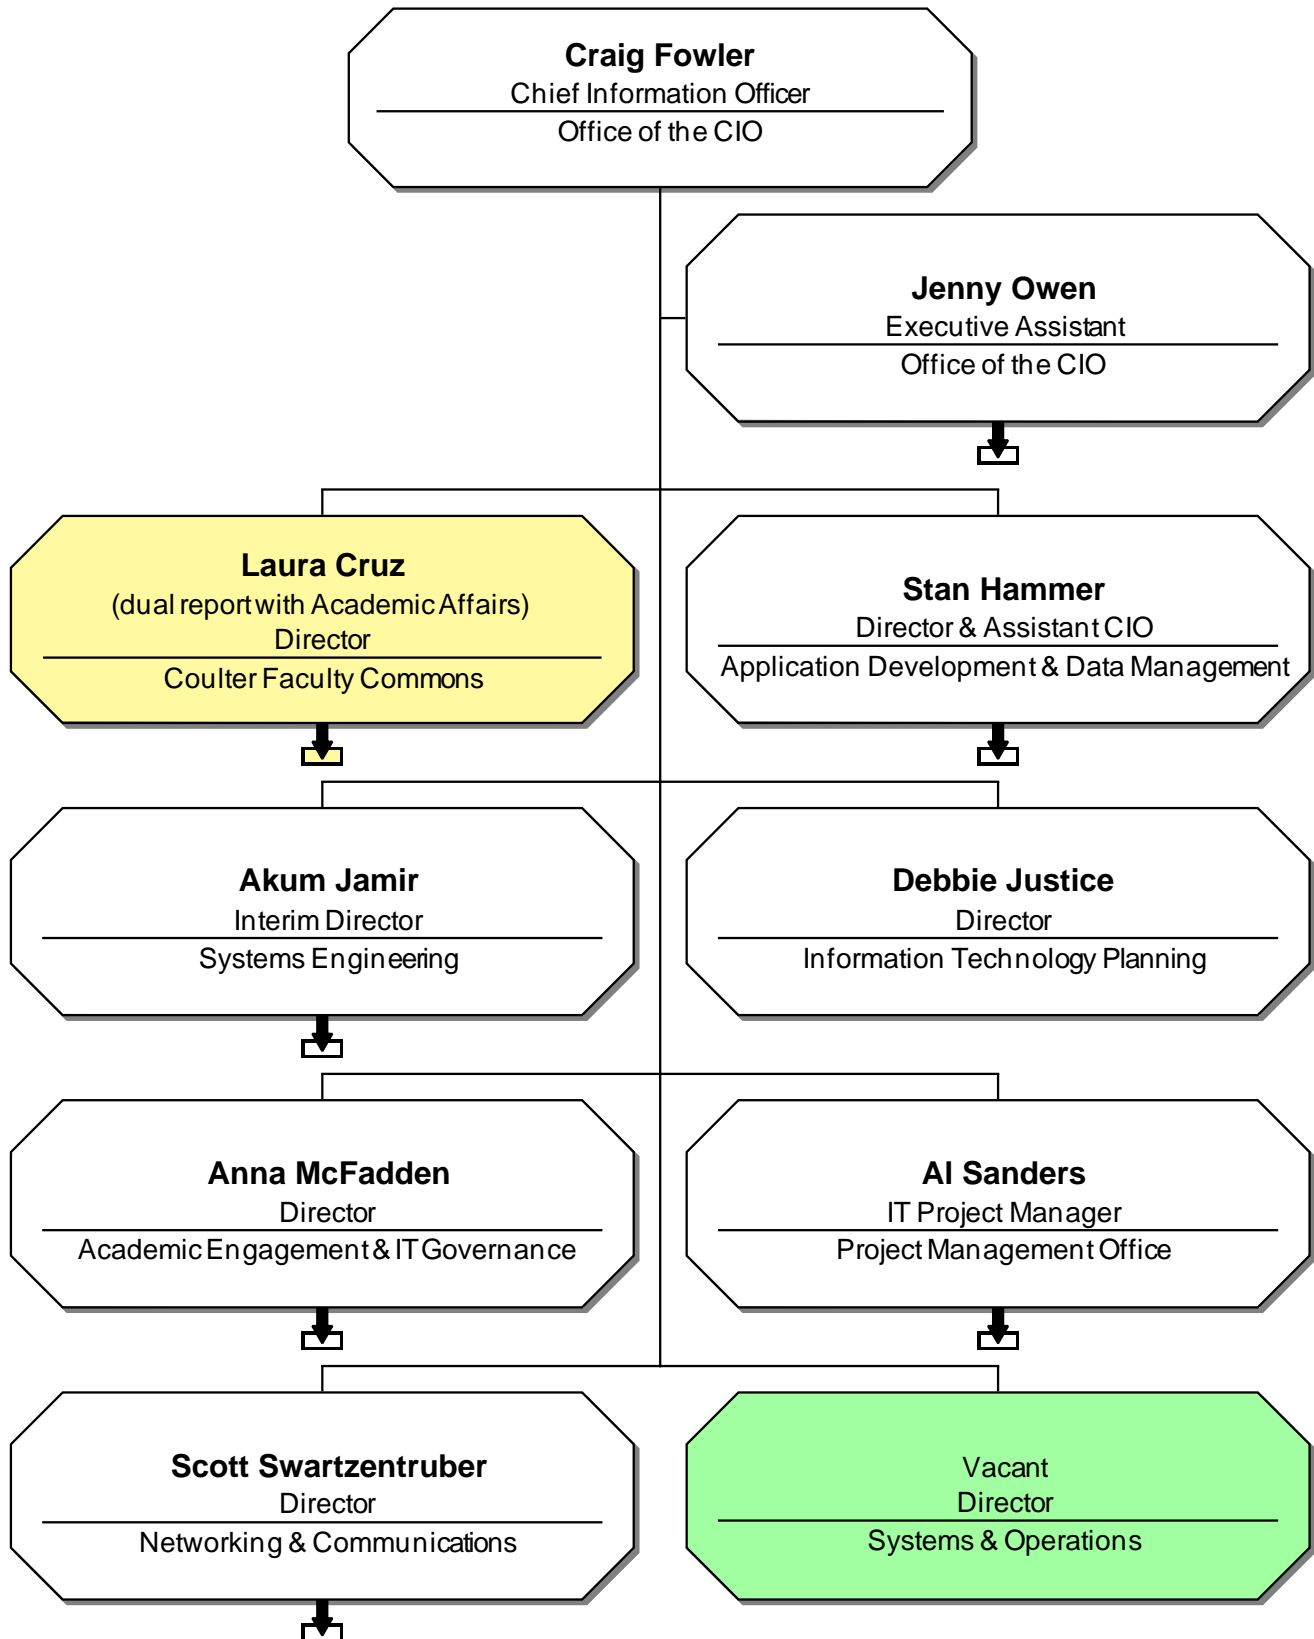 Craig Fowler
Chief Information Officer
Office of the CIO
Jenny Owen
Executive Assistant
Office of the CIO
Laura Cruz
(dual report with Academic Affairs)
Director
Coulter Faculty Commons
Stan Hammer
Director & Assistant CIO
Application Development & Data Management
Akum Jamir
Interim Director
Systems Engineering
Debbie Justice
Director
Information Technology Planning
Anna McFadden
Director
Academic Engagement & IT Governance
Al Sanders
IT Project Manager
Project Management Office
Scott Swartzentruber
Director
Networking & Communications
Vacant
Director
Systems & Operations